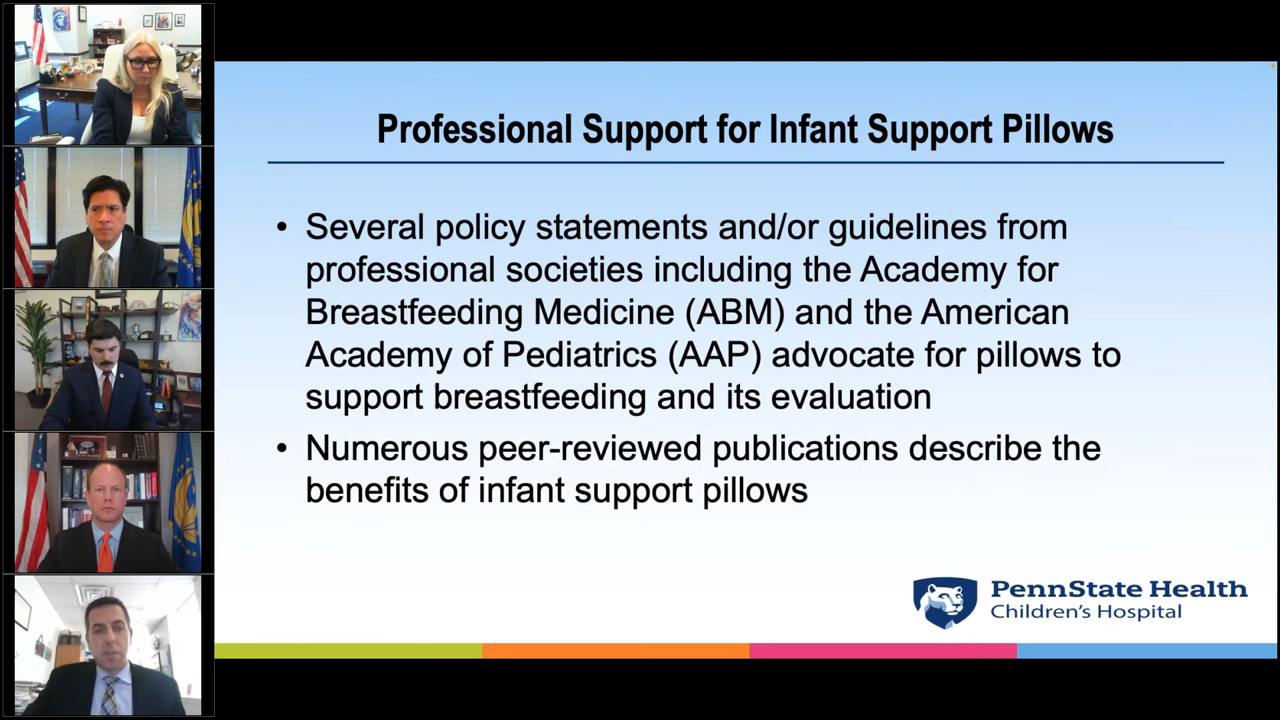 Professional Support for Infant Support Pillows
• Several policy statements and/or guidelines from
professional societies including the Academy for
Breastfeeding Medicine (ABM) and the American
Academy of Pediatrics (AAP) advocate for pillows to
support breastfeeding and its evaluation
• Numerous peer-reviewed publications describe the
benefits of infant support pillows
PennState Health
Children's Hospital